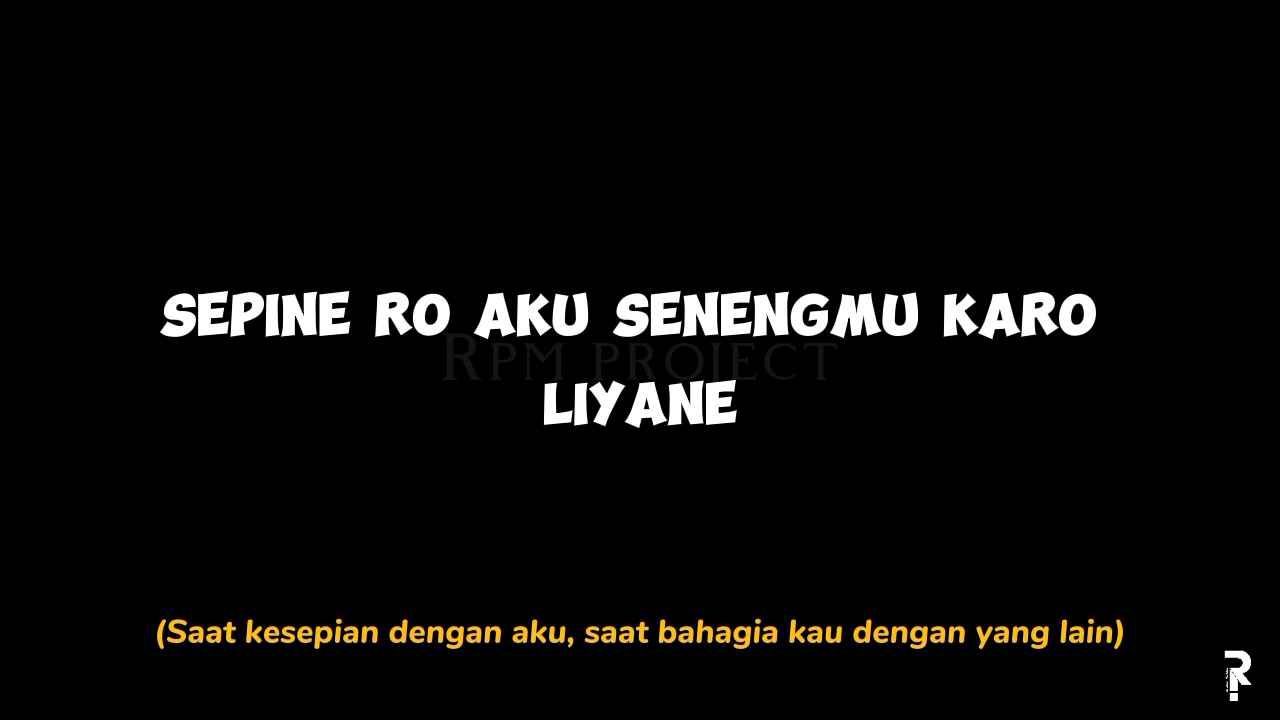 SEPINE RO AKU SENENGMU KARO
RPM PROJECT
LIYANE
(Saat kesepian dengan aku, saat bahagia kau dengan yang lain)